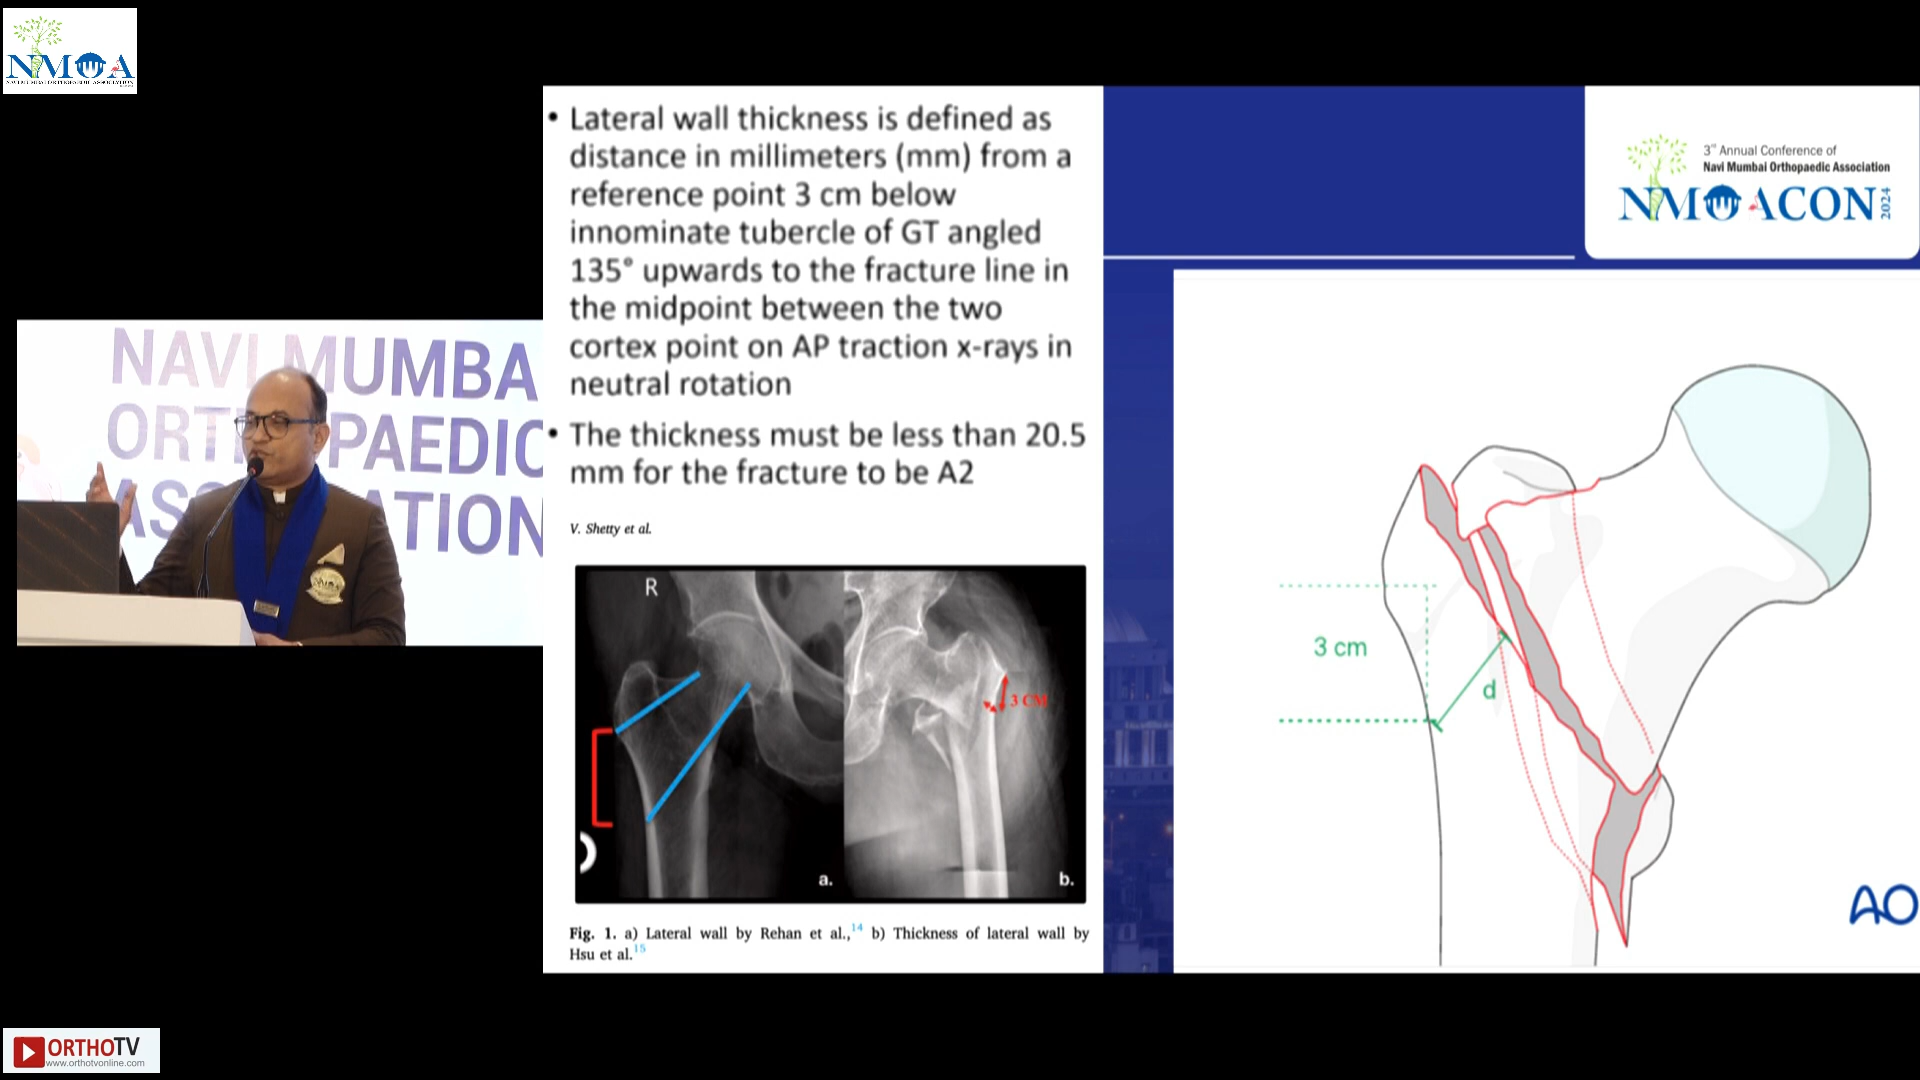 NMOA
NAVI MUMBAI ORTHOPAEDIC ASSOCIATION
• Lateral wall thickness is defined as
distance in millimeters (mm) from a
reference point 3 cm below
innominate tubercle of GT angled
135° upwards to the fracture line in
the midpoint between the two
cortex point on AP traction x-rays in
neutral rotation
• The thickness must be less than 20.5
mm for the fracture to be A2
V. Shetty et al.
R
3 CM
a.
b.
Fig. 1. a) Lateral wall by Rehan et al.,14 b) Thickness of lateral wall by
Hsu et al.15
3rd Annual Conference of
Navi Mumbai Orthopaedic Association
NMOACON 2024
3 cm
d
AO
NAVI MUMBA
ORTHOPAEDIC
TION
ORTHOTV
www.orthotvonline.com